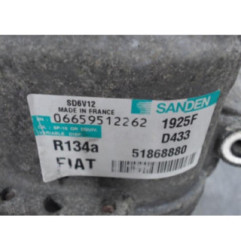 SD6V12
MADE IN FRANCE
SANDEN
06659512262
1925F
D433
R134a
51868880
FIAT